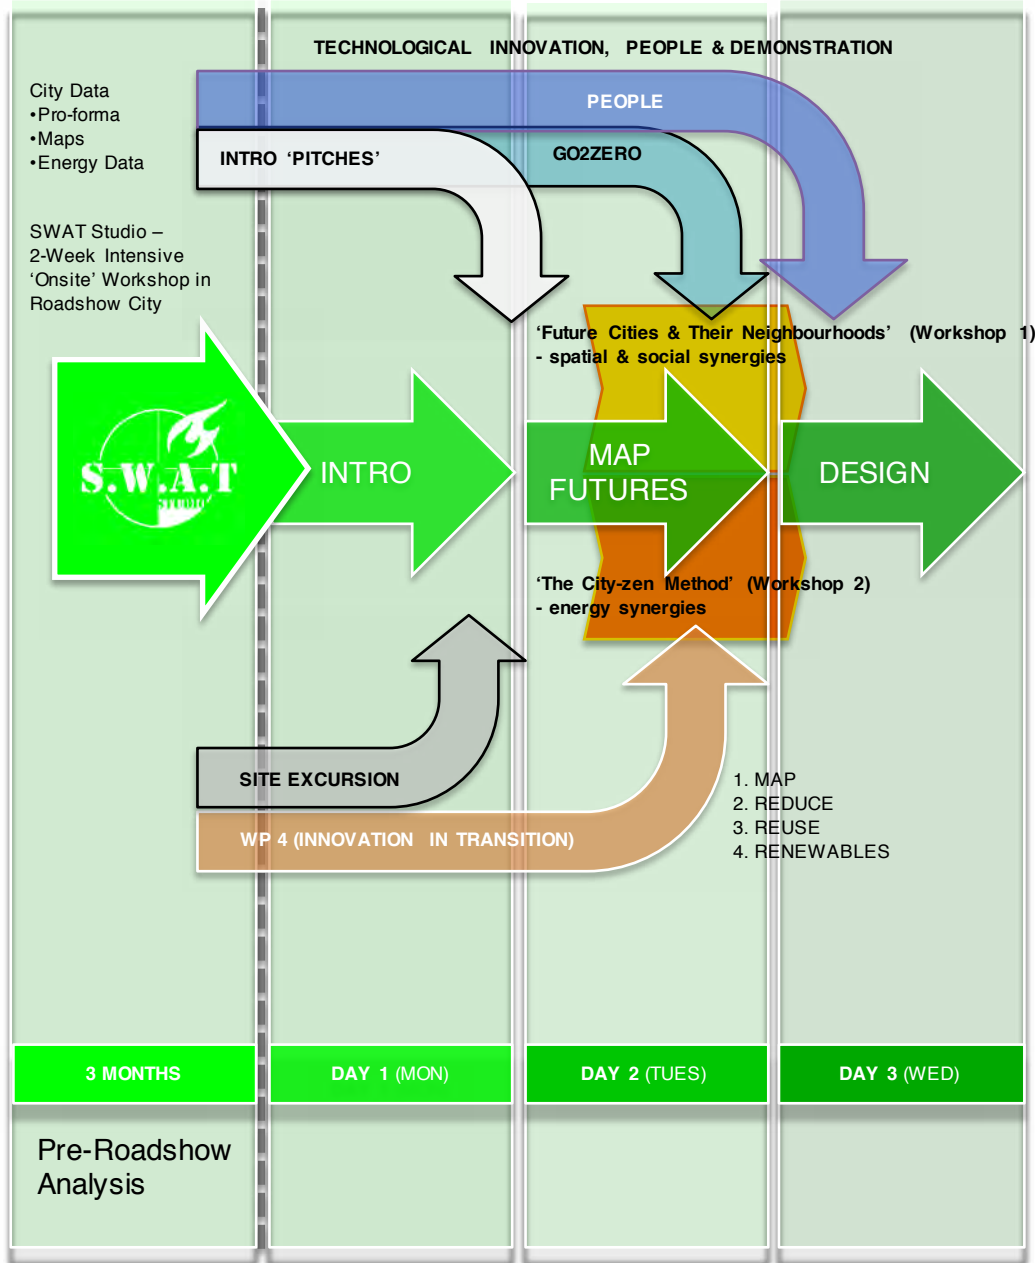 TECHNOLOGICAL INNOVATION, PEOPLE & DEMONSTRATION
City Data
•Pro-forma
•Maps
•Energy Data
PEOPLE
INTRO ‘PITCHES’
GO2ZERO
SWAT Studio –
2-Week Intensive
‘Onsite’ Workshop in
Roadshow City
‘Future Cities & Their Neighbourhoods’ (Workshop 1)
- spatial & social synergies
S.W.A.T
STUDIO
INTRO
MAP
FUTURES
DESIGN
‘The City-zen Method’ (Workshop 2)
- energy synergies
SITE EXCURSION
WP 4 (INNOVATION IN TRANSITION)
1. MAP
2. REDUCE
3. REUSE
4. RENEWABLES
3 MONTHS
DAY 1 (MON)
DAY 2 (TUES)
DAY 3 (WED)
Pre-Roadshow
Analysis